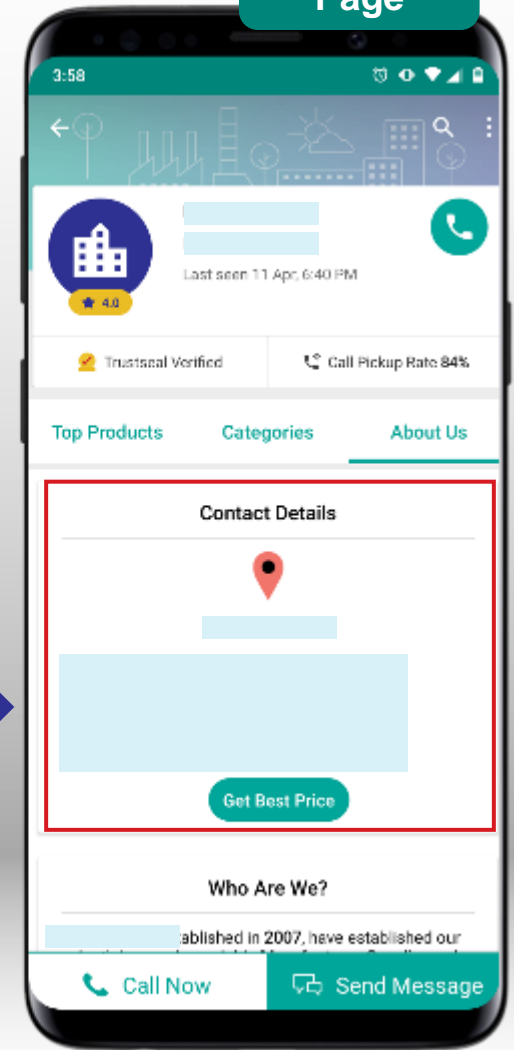 Page
3:58
Last seen 11 Apr, 6:40 PM
4.0
Trustseal Verified
Call Pickup Rate 84%
Top Products
Categories
About Us
Contact Details
Get Best Price
Who Are We?
tablished in 2007, have established our
Call Now
Send Message